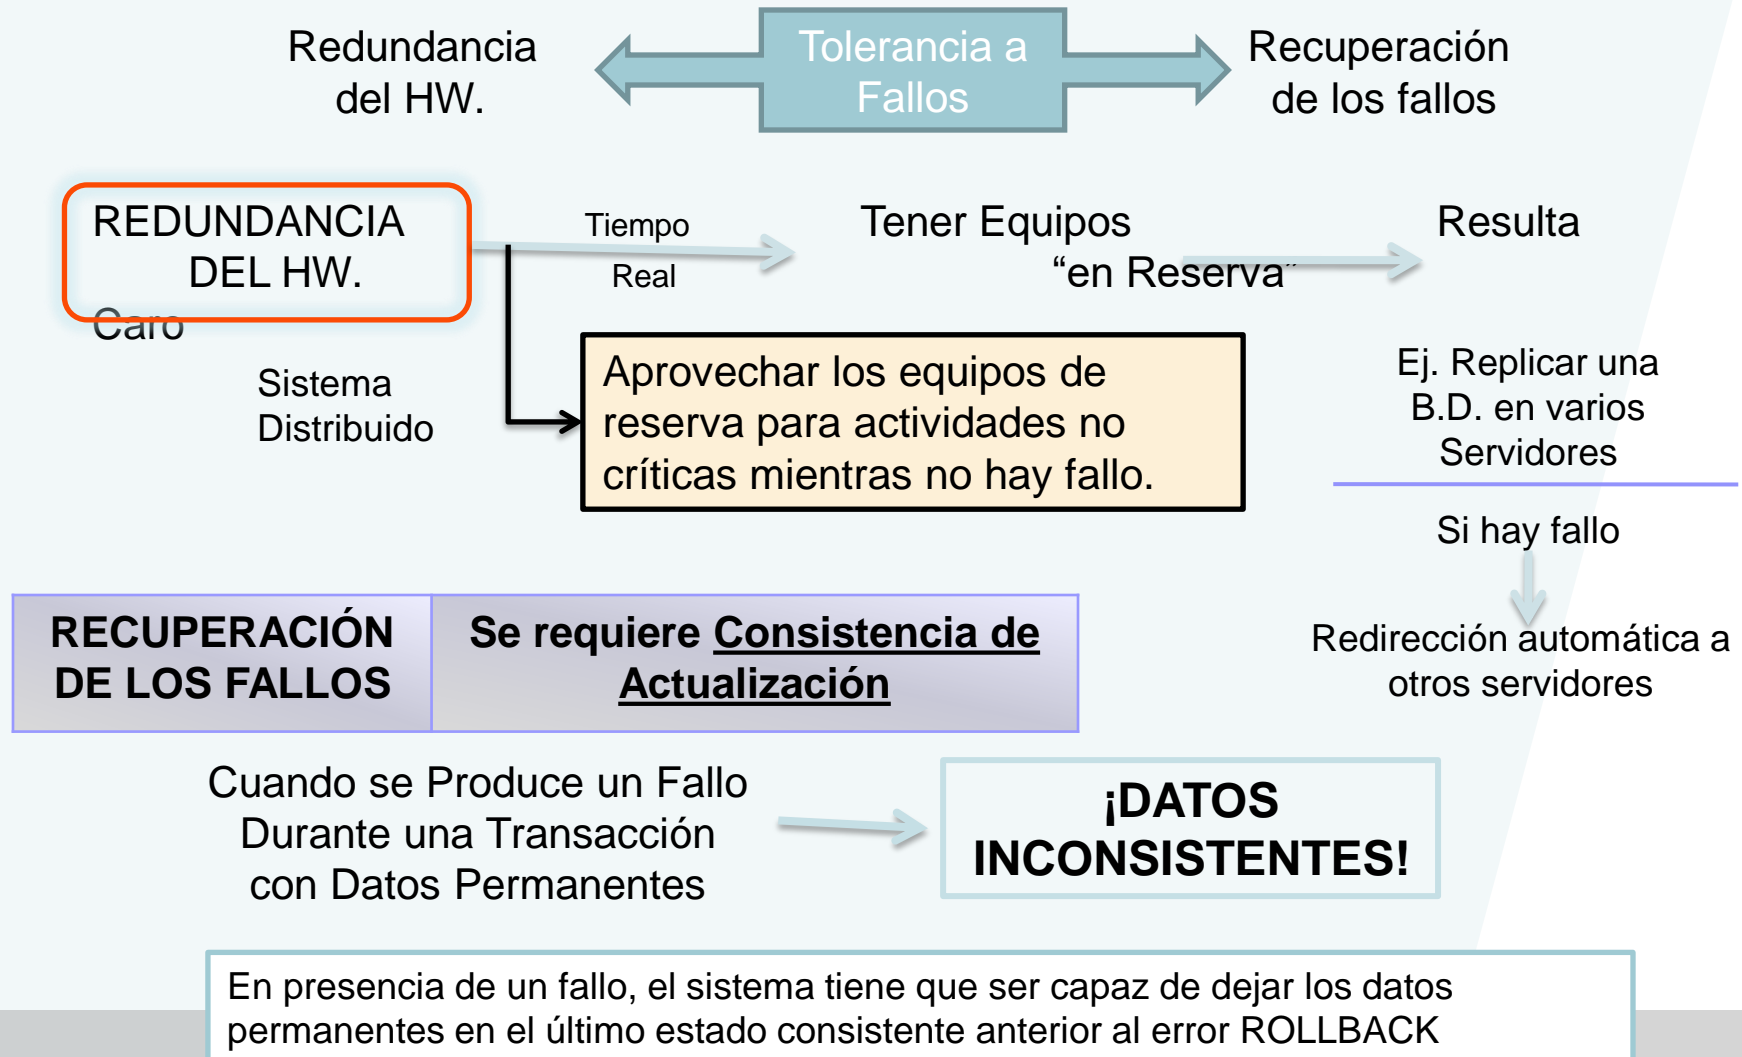 Redundancia
del HW.
Tolerancia a
Fallos
Recuperación
de los fallos
REDUNDANCIA
DEL HW.
Caro
Tiempo
Real
Tener Equipos
“en Reserva”
Resulta
Sistema
Distribuido
Aprovechar los equipos de
reserva para actividades no
críticas mientras no hay fallo.
Ej. Replicar una
B.D. en varios
Servidores
Si hay fallo
Redirección automática a
otros servidores
RECUPERACIÓN
DE LOS FALLOS
Se requiere Consistencia de
Actualización
Cuando se Produce un Fallo
Durante una Transacción
con Datos Permanentes
¡DATOS
INCONSISTENTES!
En presencia de un fallo, el sistema tiene que ser capaz de dejar los datos
permanentes en el último estado consistente anterior al error ROLLBACK